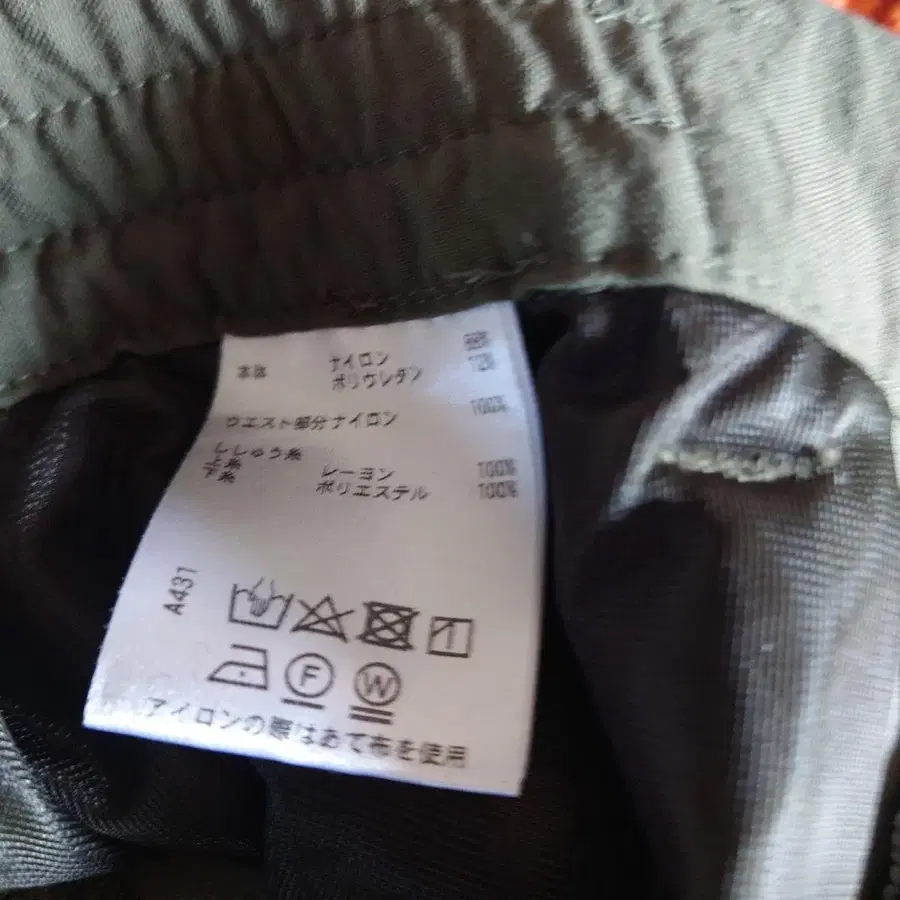 本体 ナイロン 88%
ポリウレタン 12%
ウエスト部分 ナイロン 100%
ししゅう糸
上糸 レーヨン 100%
下糸 ポリエステル 100%
A431
F
W
アイロンの際はあて布を使用